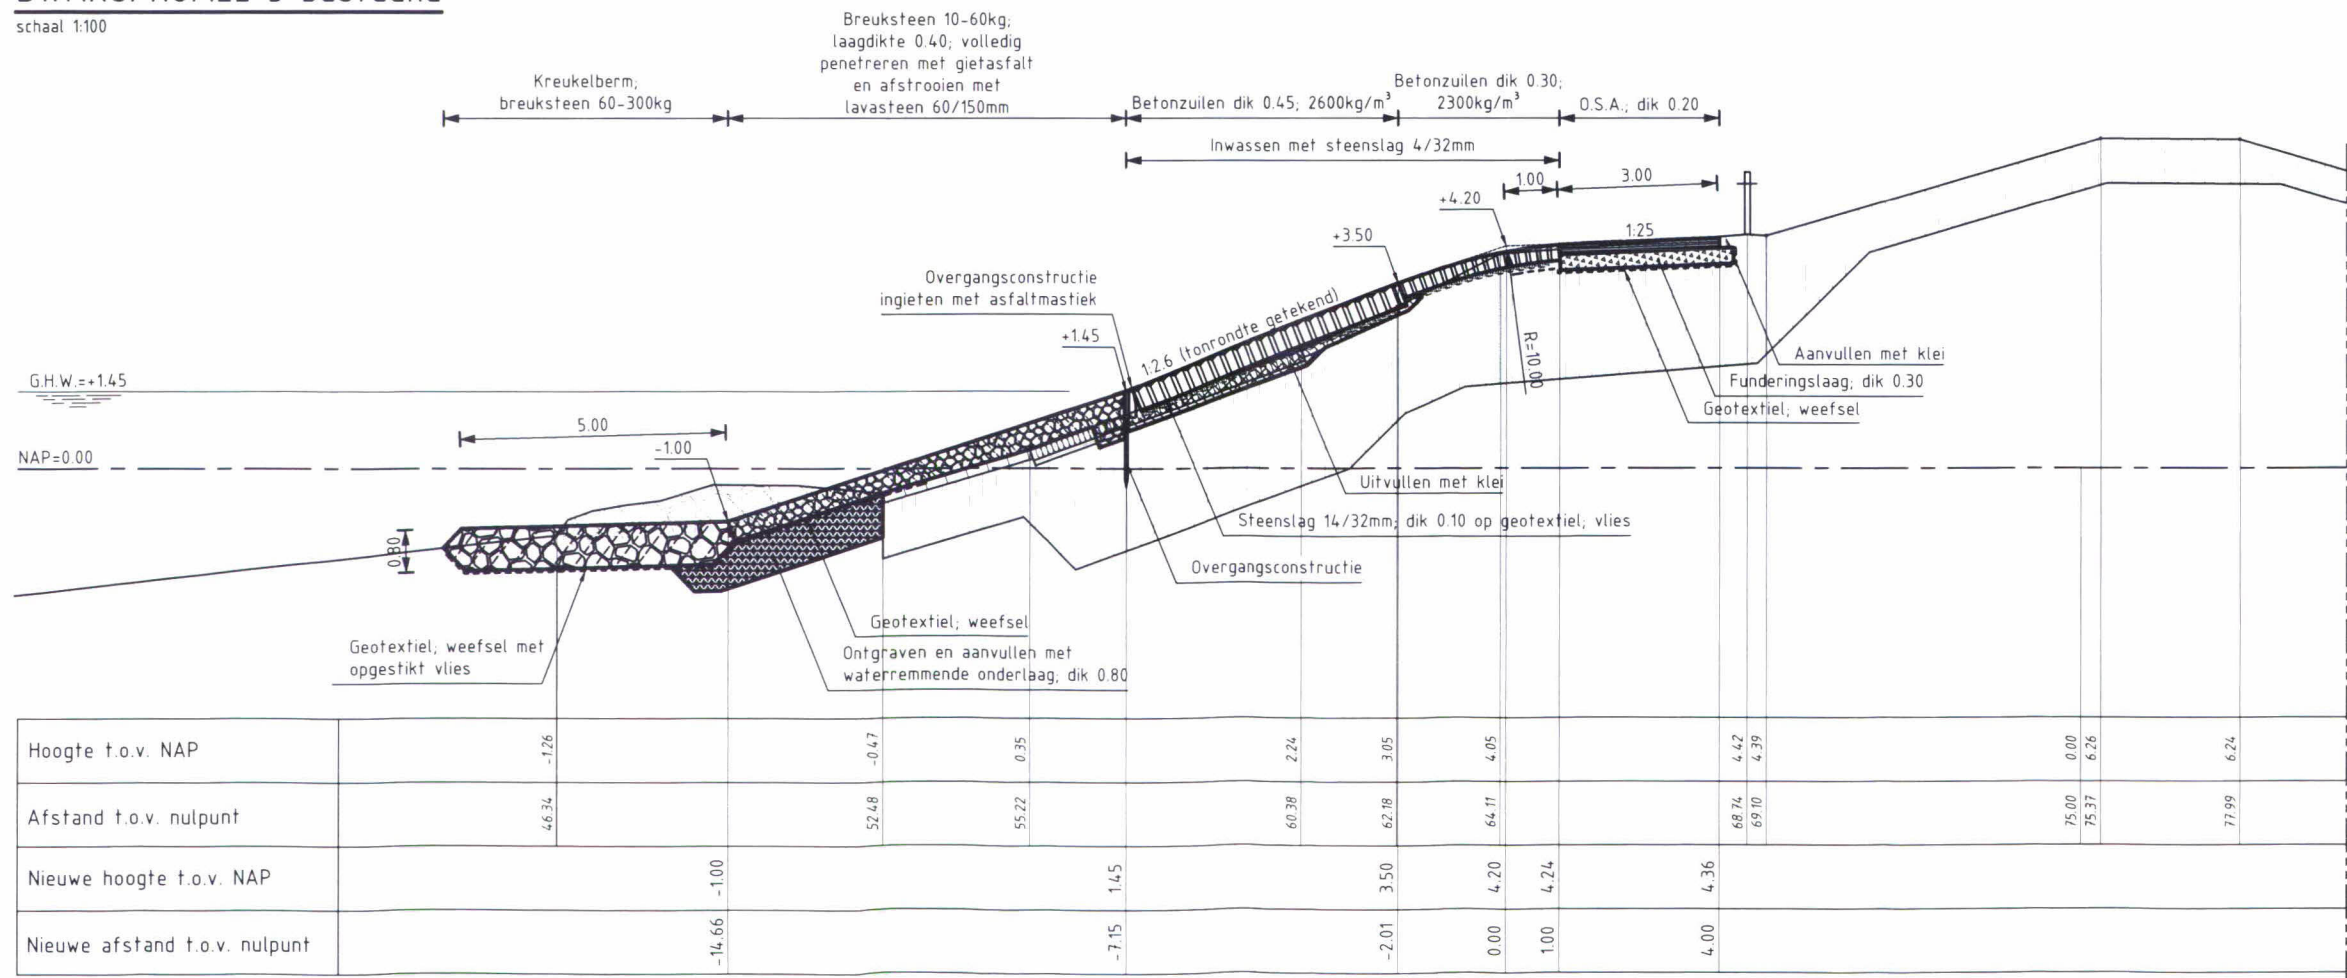 schaal 1:100
Breuksteen 10-60kg;
laagdikte 0.40; volledig
penetreren met gietasfalt
en afstrooien met
lavasteen 60/150mm
Kreukelberm;
breuksteen 60-300kg
Betonzuilen dik 0.45; 2600kg/m³
Betonzuilen dik 0.30;
2300kg/m³
O.S.A.; dik 0.20
Inwassen met steenslag 4/32mm
1.00
3.00
+4.20
1:25
+3.50
Overgangsconstructie
ingieten met asfaltmastiek
+1.45
1:2.6 (tonrondte getekend)
R=10.00
Aanvullen met klei
Funderingslaag; dik 0.30
Geotextiel; weefsel
G.H.W.=+1.45
5.00
-1.00
NAP=0.00
0.80
Uitvullen met klei
Steenslag 14/32mm; dik 0.10 op geotextiel; vlies
Overgangsconstructie
Geotextiel; weefsel
Geotextiel; weefsel met
opgestikt vlies
Ontgraven en aanvullen met
waterremmende onderlaag; dik 0.80
Hoogte t.o.v. NAP -1.26 -0.47 0.35 2.24 3.05 4.05 4.42 4.39 0.00 6.26 6.24
Afstand t.o.v. nulpunt 46.34 52.48 55.22 60.38 62.18 64.11 68.74 69.10 75.00 75.37 77.99
Nieuwe hoogte t.o.v. NAP -1.00 1.45 3.50 4.20 4.24 4.36
Nieuwe afstand t.o.v. nulpunt -14.66 -7.15 -2.01 0.00 1.00 4.00